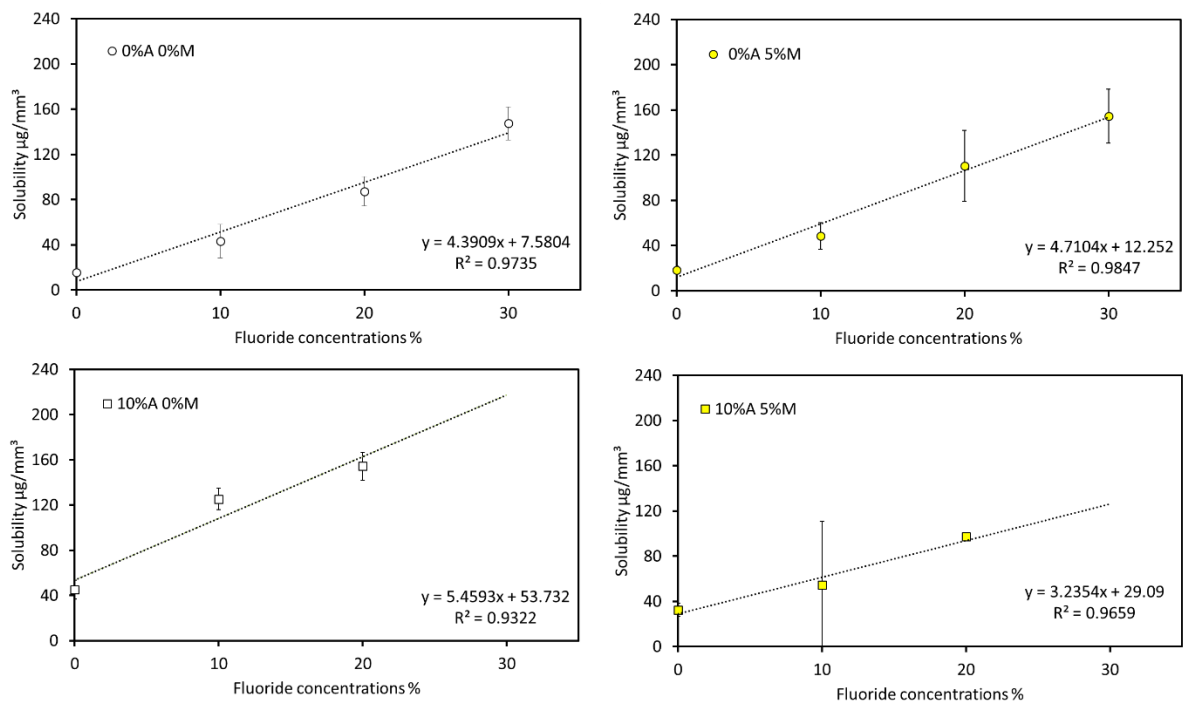 240
200
160
120
80
40
0
Solubility µg/mm³
0%A 0%M
y = 4.3909x + 7.5804
R² = 0.9735
0 10 20 30
Fluoride concentrations %
240
200
160
120
80
40
0
Solubility µg/mm³
0%A 5%M
y = 4.7104x + 12.252
R² = 0.9847
0 10 20 30
Fluoride concentrations %
240
200
160
120
80
40
0
Solubility µg/mm³
10%A 0%M
y = 5.4593x + 53.732
R² = 0.9322
0 10 20 30
Fluoride concentrations %
240
200
160
120
80
40
0
Solubility µg/mm³
10%A 5%M
y = 3.2354x + 29.09
R² = 0.9659
0 10 20 30
Fluoride concentrations %